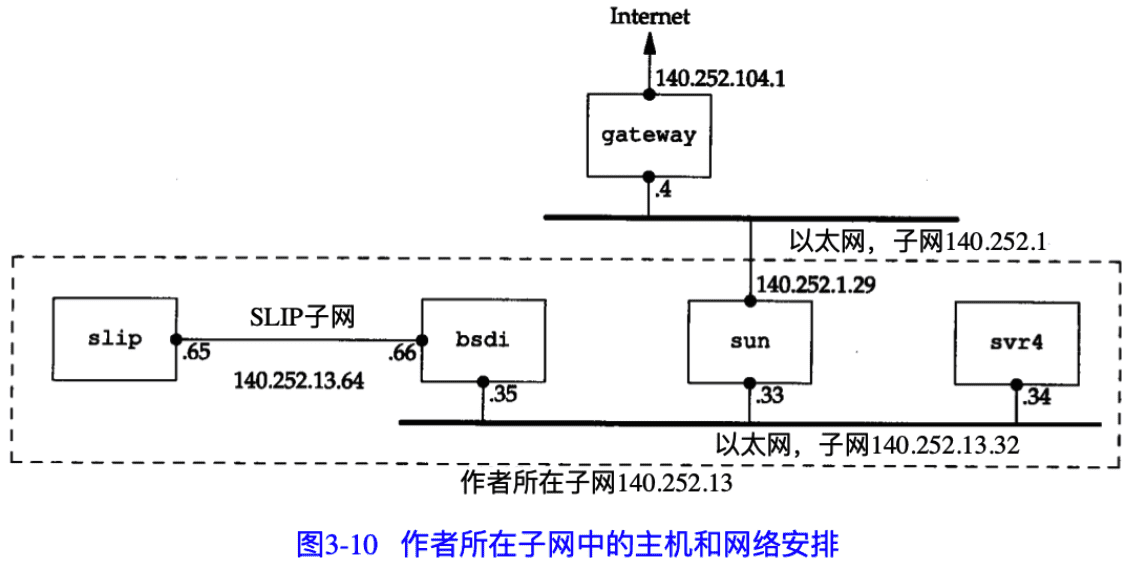 Internet
140.252.104.1
gateway
.4
以太网，子网140.252.1
140.252.1.29
slip
SLIP子网
bsdi
sun
svr4
.65
.66
140.252.13.64
.35
.33
.34
以太网，子网140.252.13.32
作者所在子网140.252.13
图3-10 作者所在子网中的主机和网络安排